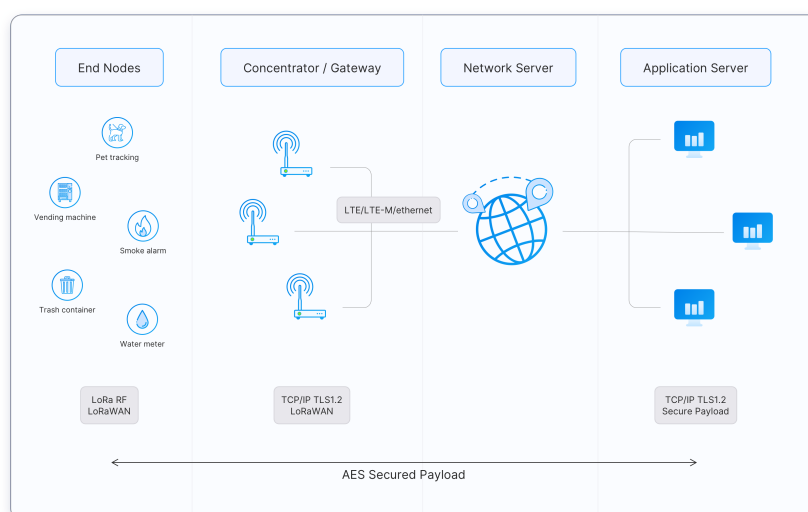 End Nodes
Concentrator / Gateway
Network Server
Application Server
Pet tracking
Vending machine
Smoke alarm
Trash container
Water meter
LTE/LTE-M/ethernet
LoRa RF
LoRaWAN
TCP/IP TLS1.2
LoRaWAN
TCP/IP TLS1.2
Secure Payload
AES Secured Payload